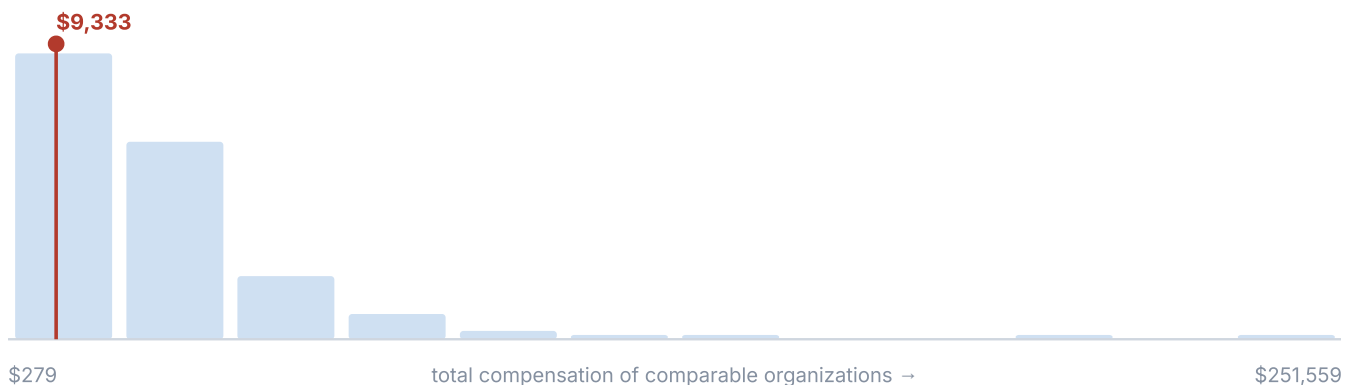 $9,333
$279
total compensation of comparable organizations →
$251,559